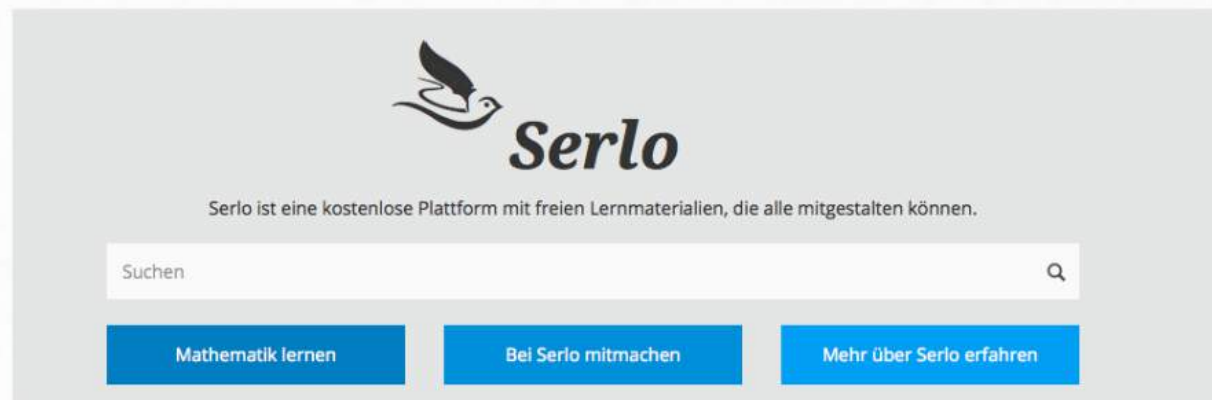 Serlo
Serlo ist eine kostenlose Plattform mit freien Lernmaterialien, die alle mitgestalten können.
Suchen
Mathematik lernen
Bei Serlo mitmachen
Mehr über Serlo erfahren